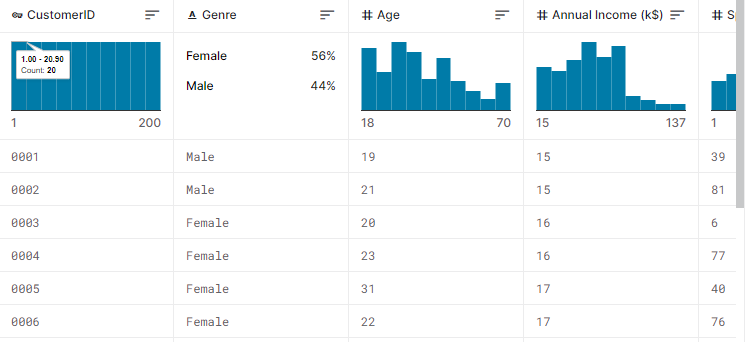 CustomerID Genre # Age # Annual Income (k$) #
1.00 - 20.90
Count: 20
Female 56%
Male 44%
1 200 18 70 15 137 1
0001 Male 19 15 39
0002 Male 21 15 81
0003 Female 20 16 6
0004 Female 23 16 77
0005 Female 31 17 40
0006 Female 22 17 76